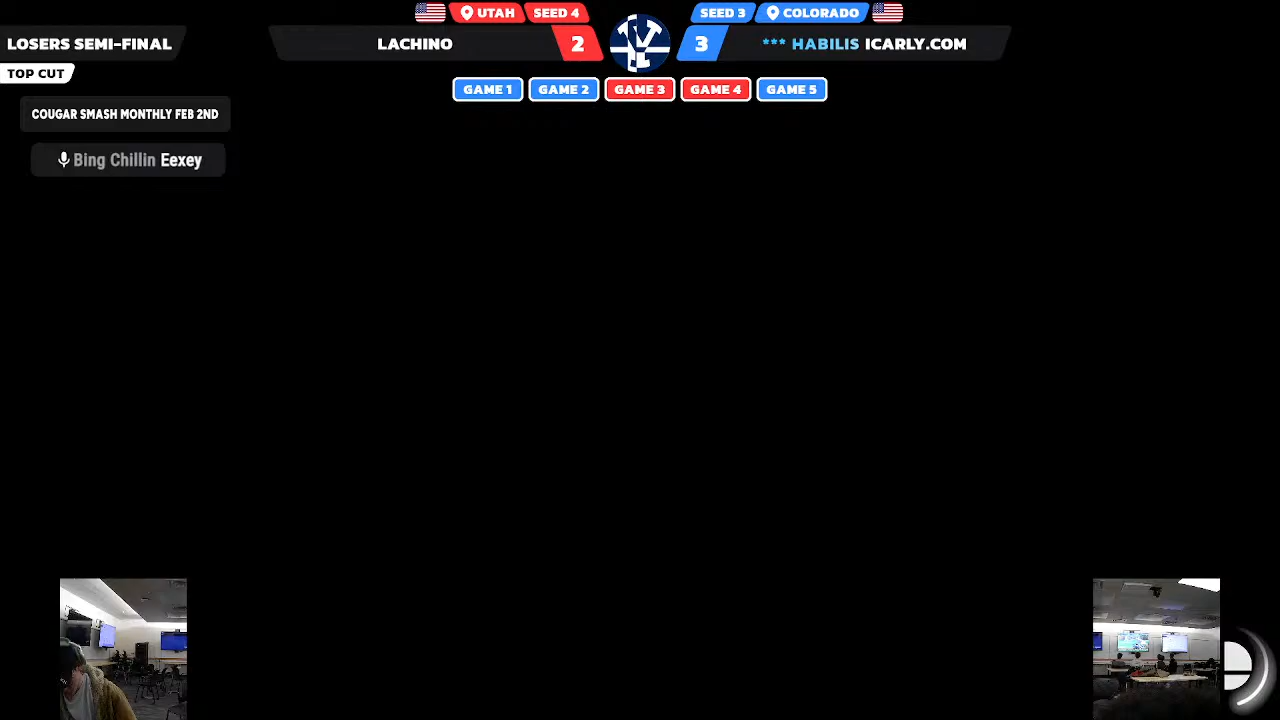 UTAH SEED 4 SEED 3 COLORADO
LOSERS SEMI-FINAL LACHINO 2 3 *** HABILIS ICARLY.COM
TOP CUT
GAME 1 GAME 2 GAME 3 GAME 4 GAME 5
COUGAR SMASH MONTHLY FEB 2ND
Bing Chillin Eexey